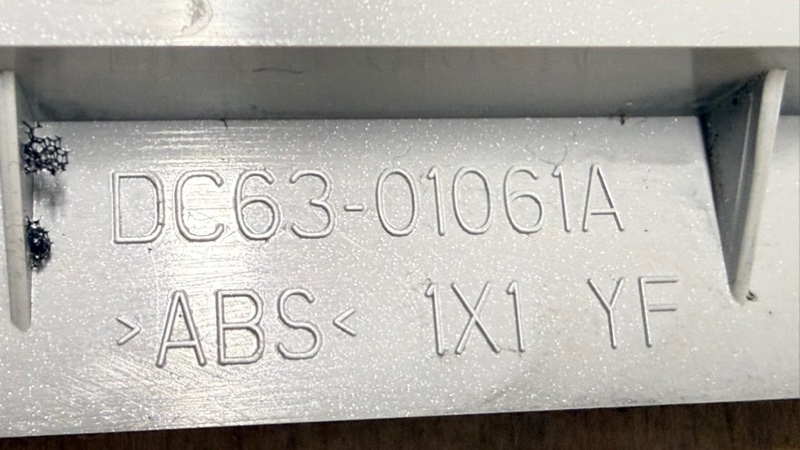 DC63-01061A
>ABS< 1X1 YF